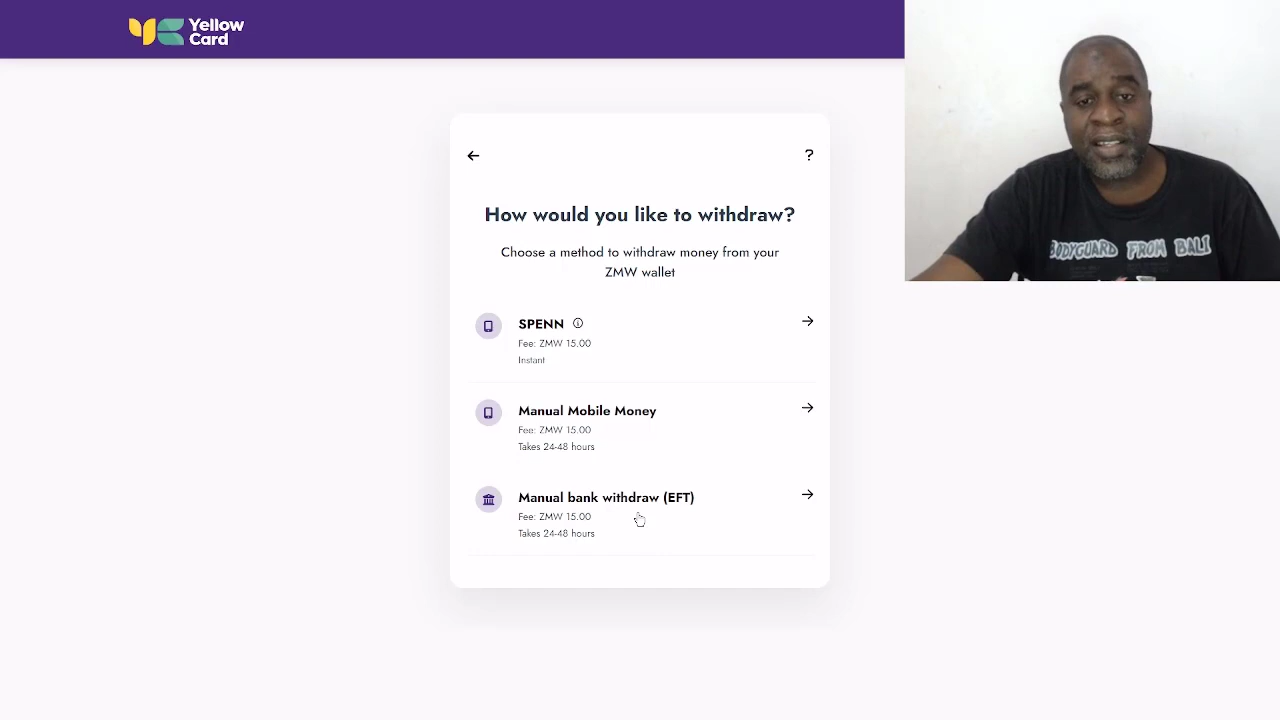 Yellow
Card
?
How would you like to withdraw?
Choose a method to withdraw money from your
ZMW wallet
SPENN
Fee: ZMW 15.00
Instant
Manual Mobile Money
Fee: ZMW 15.00
Takes 24-48 hours
Manual bank withdraw (EFT)
Fee: ZMW 15.00
Takes 24-48 hours
BODYGUARD FROM BALI